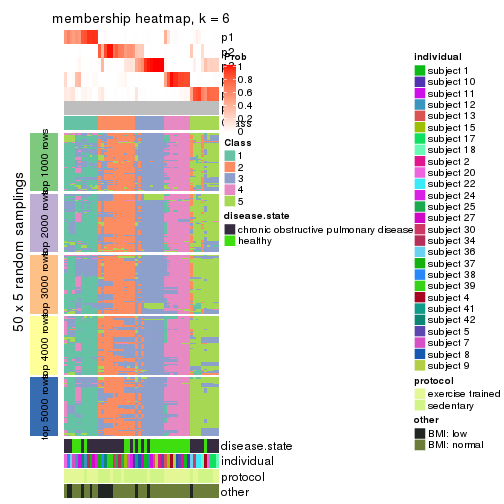 membership heatmap, k = 6
p1
p2
Prob
1
0.8
0.6
0.4
0.2
0
Class
1
2
3
4
5
disease.state
chronic obstructive pulmonary disease
healthy
50 x 5 random samplings
top 1000 rows
top 2000 rows
top 3000 rows
top 4000 rows
top 5000 rows
disease.state
individual
protocol
other
individual
subject 1
subject 10
subject 11
subject 12
subject 13
subject 15
subject 17
subject 18
subject 2
subject 20
subject 22
subject 24
subject 25
subject 27
subject 30
subject 34
subject 36
subject 37
subject 38
subject 39
subject 4
subject 41
subject 42
subject 5
subject 7
subject 8
subject 9
protocol
exercise trained
sedentary
other
BMI: low
BMI: normal